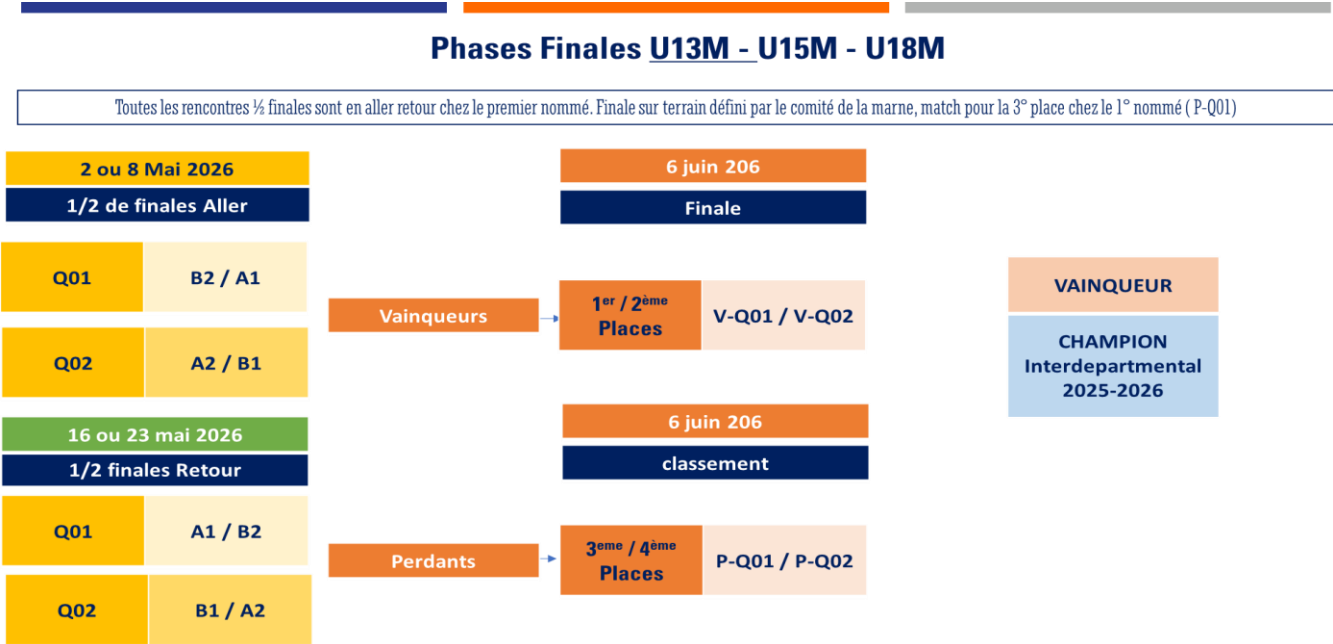 Phases Finales U13M - U15M - U18M
Toutes les rencontres ½ finales sont en aller retour chez le premier nommé. Finale sur terrain défini par le comité de la marne, match pour la 3° place chez le 1° nommé ( P-Q01)
2 ou 8 Mai 2026
1/2 de finales Aller
Q01
B2 / A1
Q02
A2 / B1
16 ou 23 mai 2026
1/2 finales Retour
Q01
A1 / B2
Q02
B1 / A2
Vainqueurs
Perdants
6 juin 206
Finale
1er / 2ème
Places
V-Q01 / V-Q02
6 juin 206
classement
3eme / 4ème
Places
P-Q01 / P-Q02
VAINQUEUR
CHAMPION
Interdepartmental
2025-2026